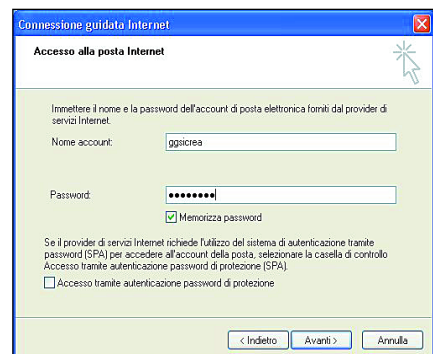 Connessione guidata Internet
Accesso alla posta Internet
Immettere il nome e la password dell'account di posta elettronica forniti dal provider di
servizi Internet.
Nome account:
ggsicrea
Password:
●●●●●●●●
Memorizza password
Se il provider di servizi Internet richiede l'utilizzo del sistema di autenticazione tramite
password (SPA) per accedere all'account della posta, selezionare la casella di controllo
Accesso tramite autenticazione password di protezione (SPA).
Accesso tramite autenticazione password di protezione
< Indietro
Avanti >
Annulla